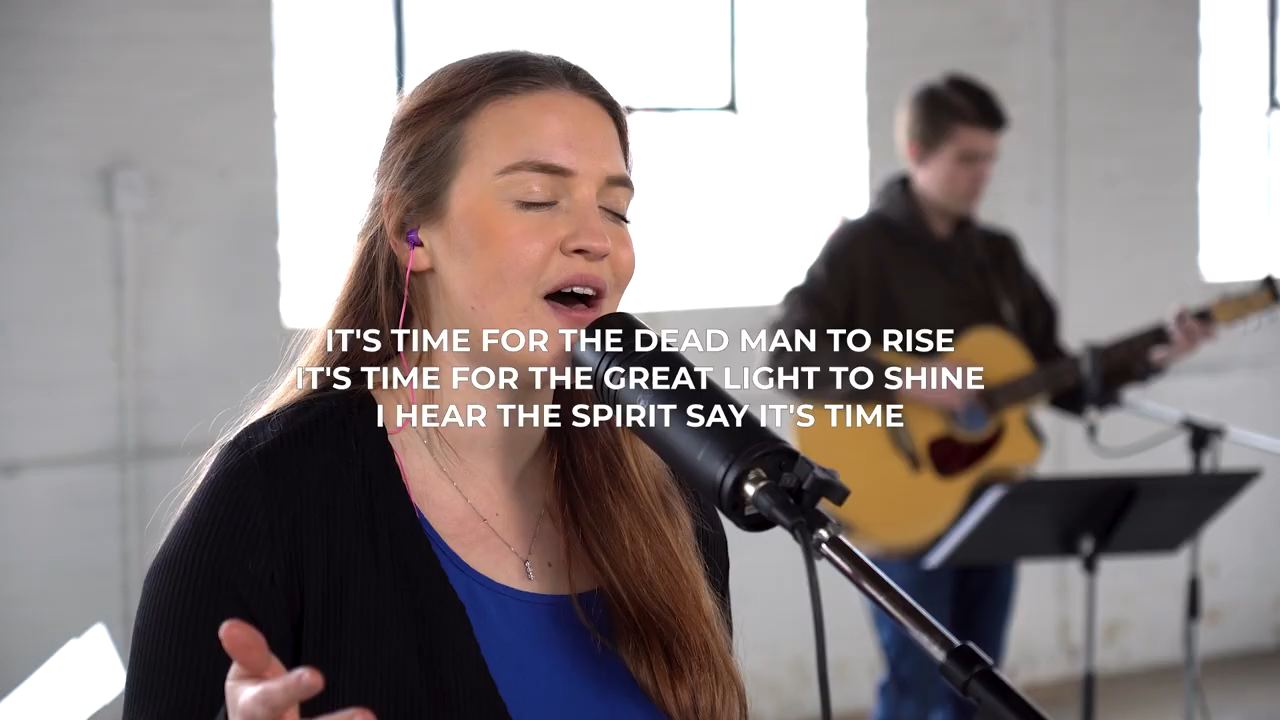 IT'S TIME FOR THE DEAD MAN TO RISE
IT'S TIME FOR THE GREAT LIGHT TO SHINE
I HEAR THE SPIRIT SAY IT'S TIME